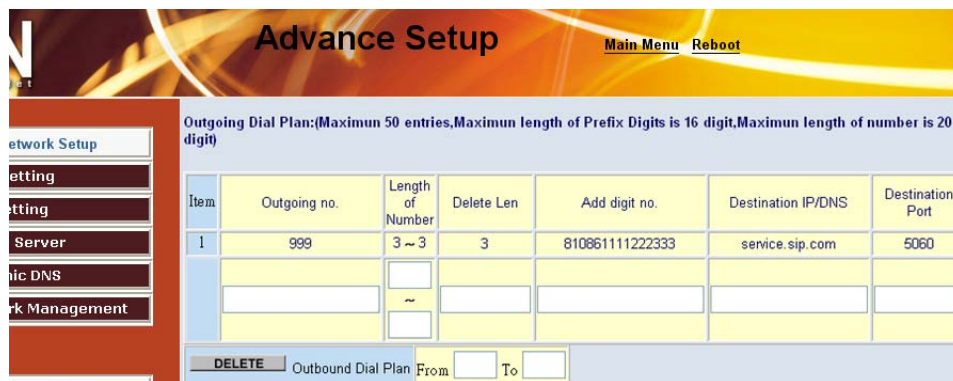 Advance Setup
Main Menu Reboot
Outgoing Dial Plan:(Maximun 50 entries,Maximun length of Prefix Digits is 16 digit,Maximun length of number is 20
digit)
etwork Setup
etting
etting
Server
nic DNS
rk Management
Item Outgoing no. Length of Number Delete Len Add digit no. Destination IP/DNS Destination Port
1 999 3 ~ 3 3 810861111222333 service.sip.com 5060
~
DELETE Outbound Dial Plan From To